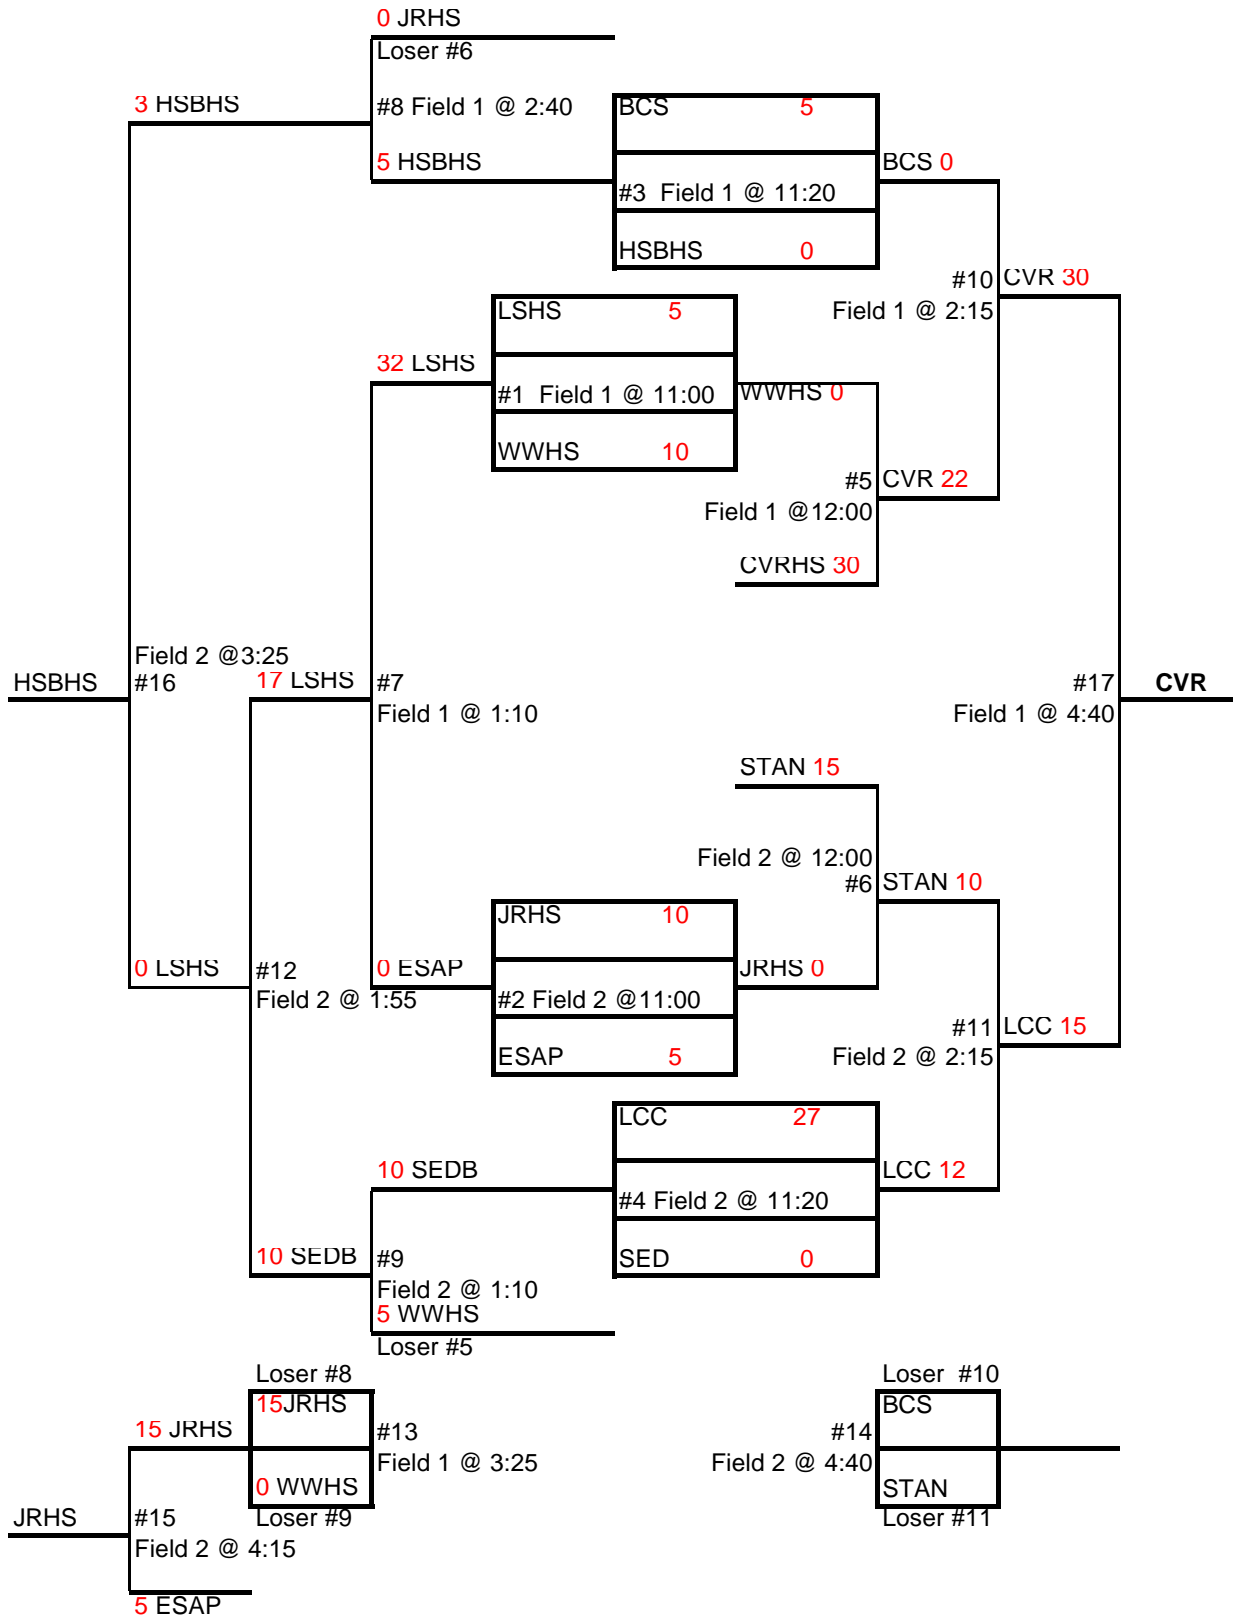 0 JRHS
Loser #6
3 HSBHS
#8 Field 1 @ 2:40
BCS 5
5 HSBHS
BCS 0
#3 Field 1 @ 11:20
HSBHS 0
#10
CVR 30
Field 1 @ 2:15
LSHS 5
32 LSHS
#1 Field 1 @ 11:00
WWHS 0
WWHS 10
#5
CVR 22
Field 1 @12:00
CVRHS 30
Field 2 @3:25
HSBHS
#16
17 LSHS
#7
Field 1 @ 1:10
#17
CVR
Field 1 @ 4:40
STAN 15
Field 2 @ 12:00
#6
STAN 10
JRHS 10
0 LSHS
#12
Field 2 @ 1:55
0 ESAP
JRHS 0
#2 Field 2 @11:00
#11
LCC 15
Field 2 @ 2:15
ESAP 5
LCC 27
10 SEDB
LCC 12
#4 Field 2 @ 11:20
10 SEDB
#9
SED 0
Field 2 @ 1:10
5 WWHS
Loser #5
Loser #8
Loser #10
15JRHS
BCS
15 JRHS
#13
Field 1 @ 3:25
#14
Field 2 @ 4:40
0 WWHS
STAN
Loser #9
Loser #11
JRHS
#15
Field 2 @ 4:15
5 ESAP